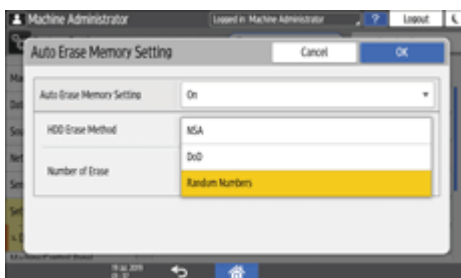 Machine Administrator
Logged in: Machine Administrator
?
Logout
Auto Erase Memory Setting
Cancel
OK
Auto Erase Memory Setting
On
HDD Erase Method
NSA
DoD
Number of Erase
Random Numbers